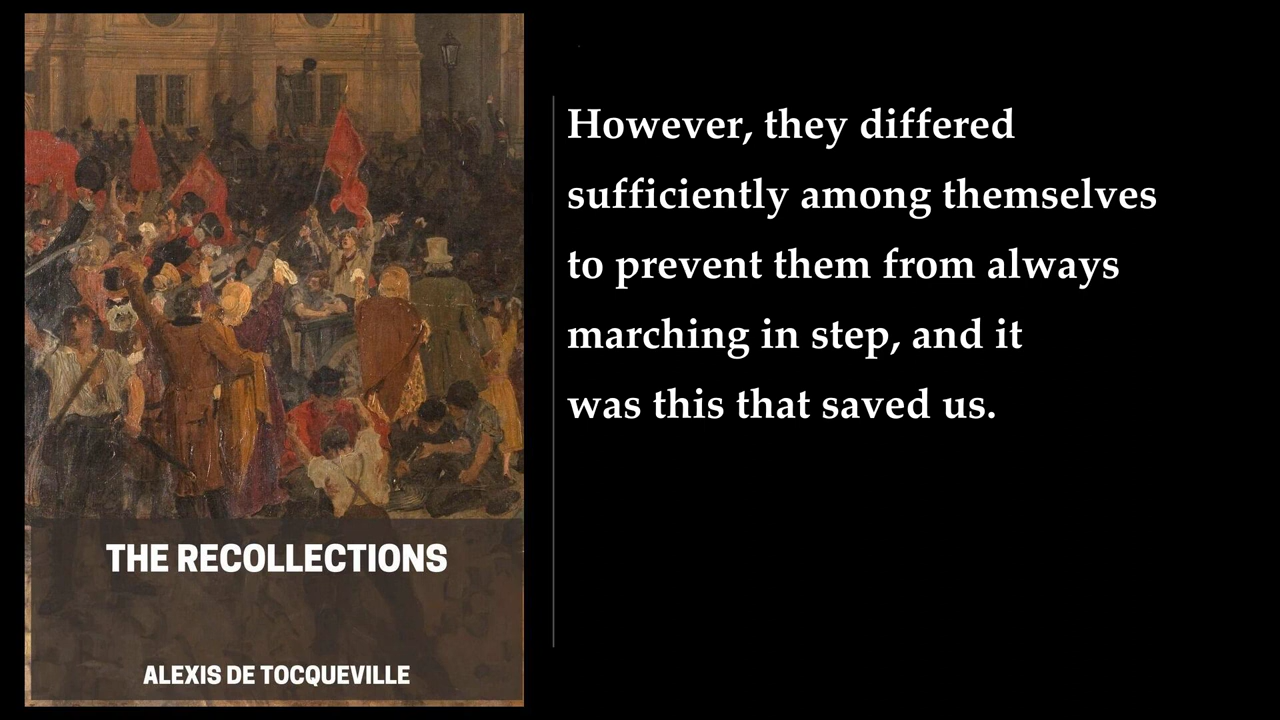 However, they differed
sufficiently among themselves
to prevent them from always
marching in step, and it
was this that saved us.
THE RECOLLECTIONS
ALEXIS DE TOCQUEVILLE